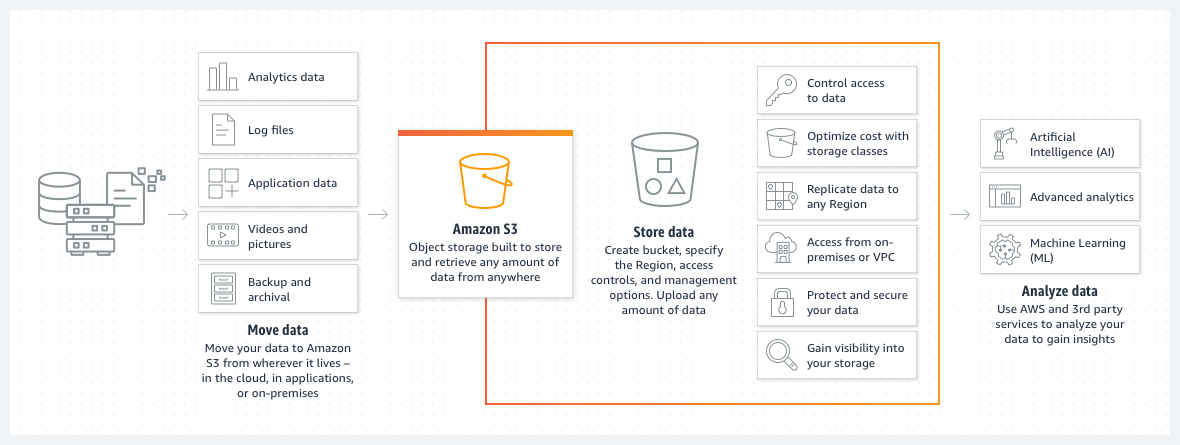 Analytics data
Log files
Application data
Videos and
pictures
Backup and
archival
Move data
Move your data to Amazon
S3 from wherever it lives –
in the cloud, in applications,
or on-premises
Amazon S3
Object storage built to store
and retrieve any amount of
data from anywhere
Store data
Create bucket, specify
the Region, access
controls, and management
options. Upload any
amount of data
Control access
to data
Optimize cost with
storage classes
Replicate data to
any Region
Access from on-
premises or VPC
Protect and secure
your data
Gain visibility into
your storage
Artificial
Intelligence (AI)
Advanced analytics
Machine Learning
(ML)
Analyze data
Use AWS and 3rd party
services to analyze your
data to gain insights